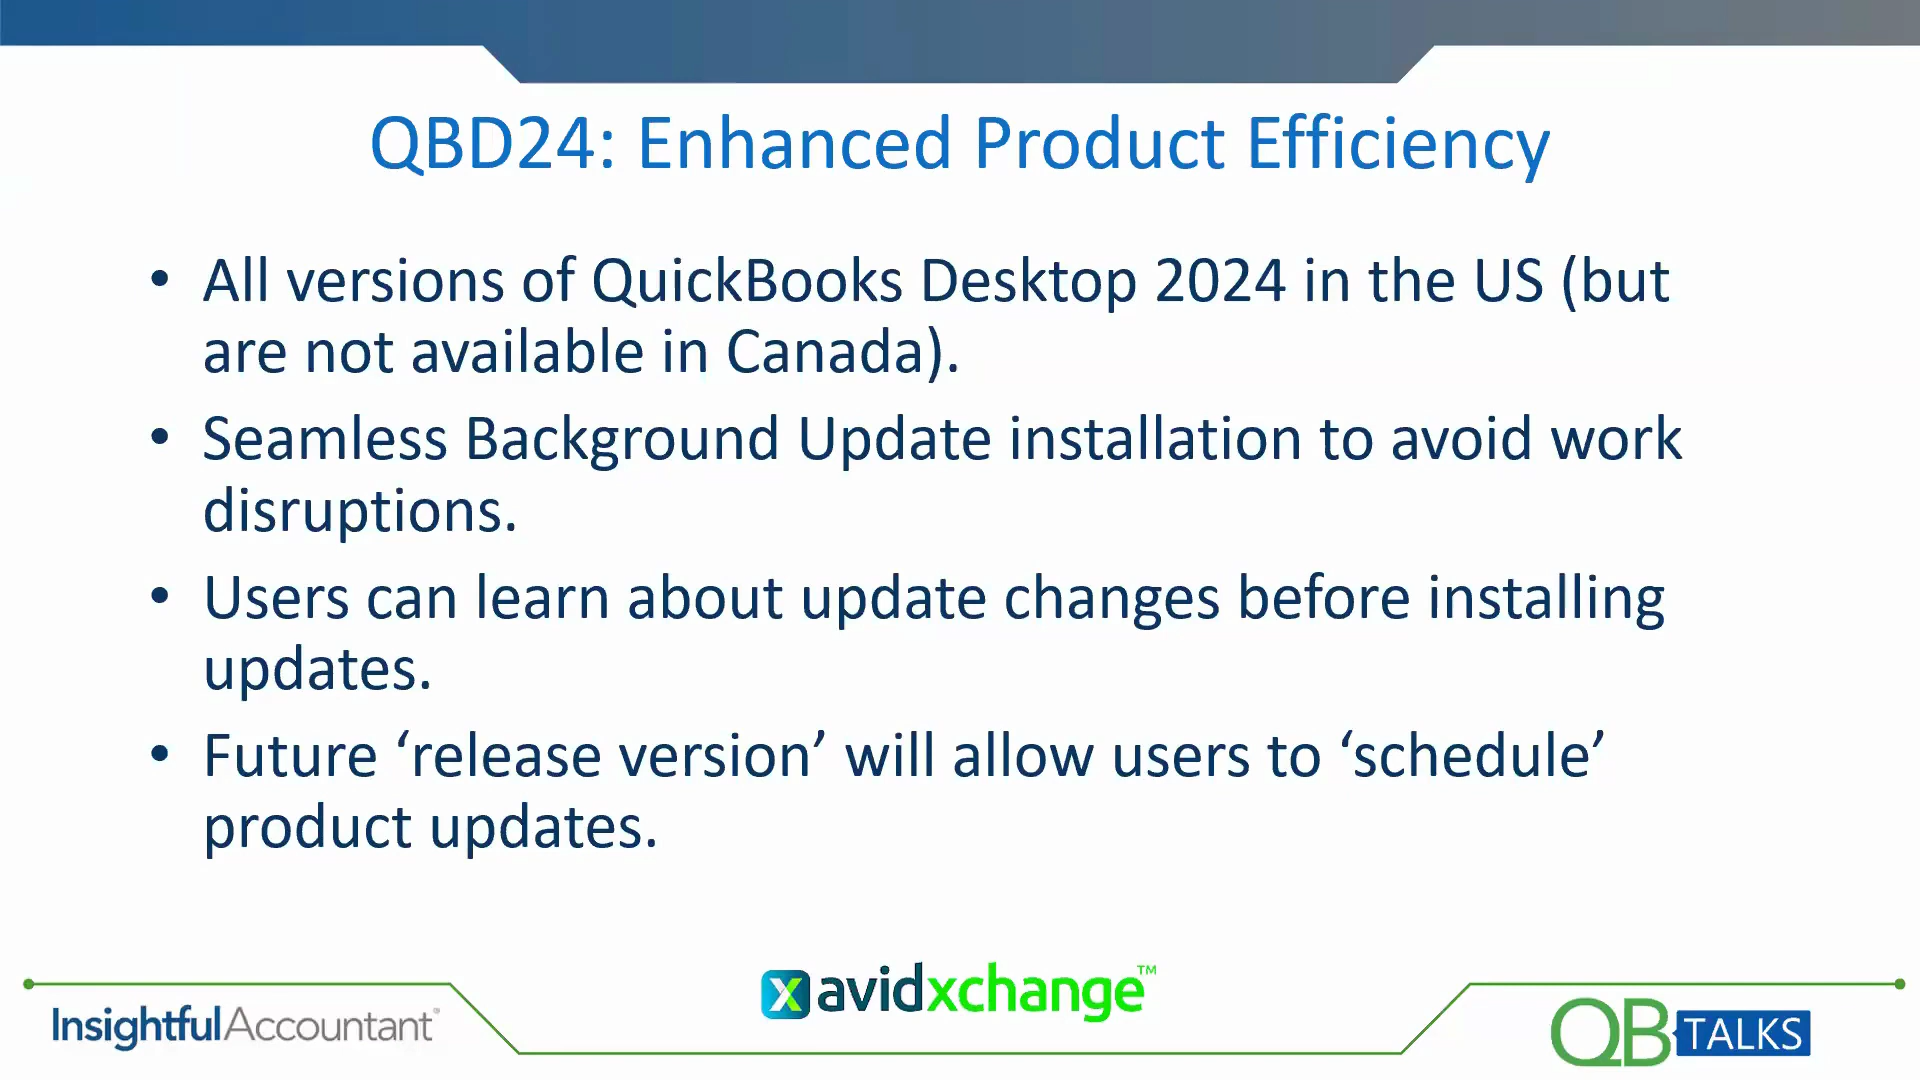 QBD24: Enhanced Product Efficiency
• All versions of QuickBooks Desktop 2024 in the US (but
are not available in Canada).
• Seamless Background Update installation to avoid work
disruptions.
• Users can learn about update changes before installing
updates.
• Future ‘release version’ will allow users to ‘schedule’
product updates.
avidxchange™
InsightfulAccountant®
QB TALKS